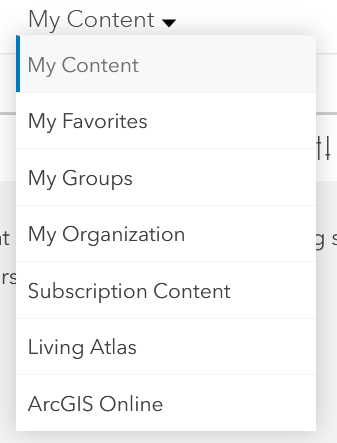 My Content
My Content
My Favorites
My Groups
My Organization
Subscription Content
Living Atlas
ArcGIS Online